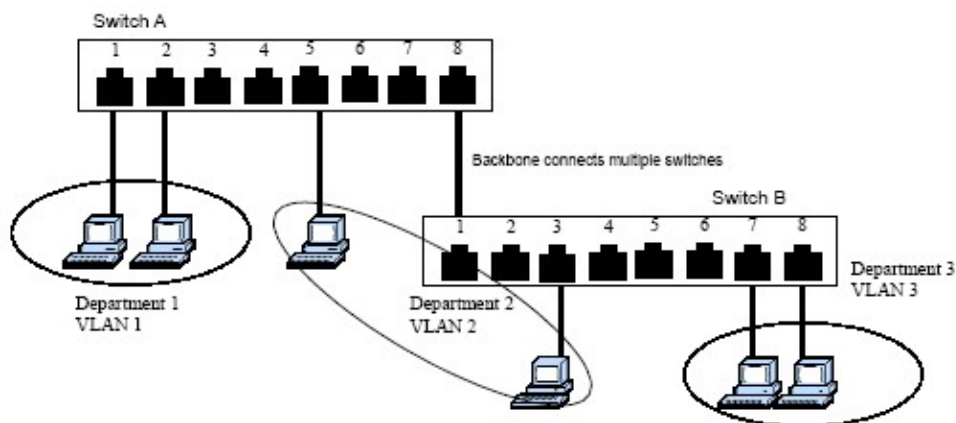 Switch A
1 2 3 4 5 6 7 8
Backbone connects multiple switches
Switch B
1 2 3 4 5 6 7 8
Department 1
VLAN 1
Department 2
VLAN 2
Department 3
VLAN 3